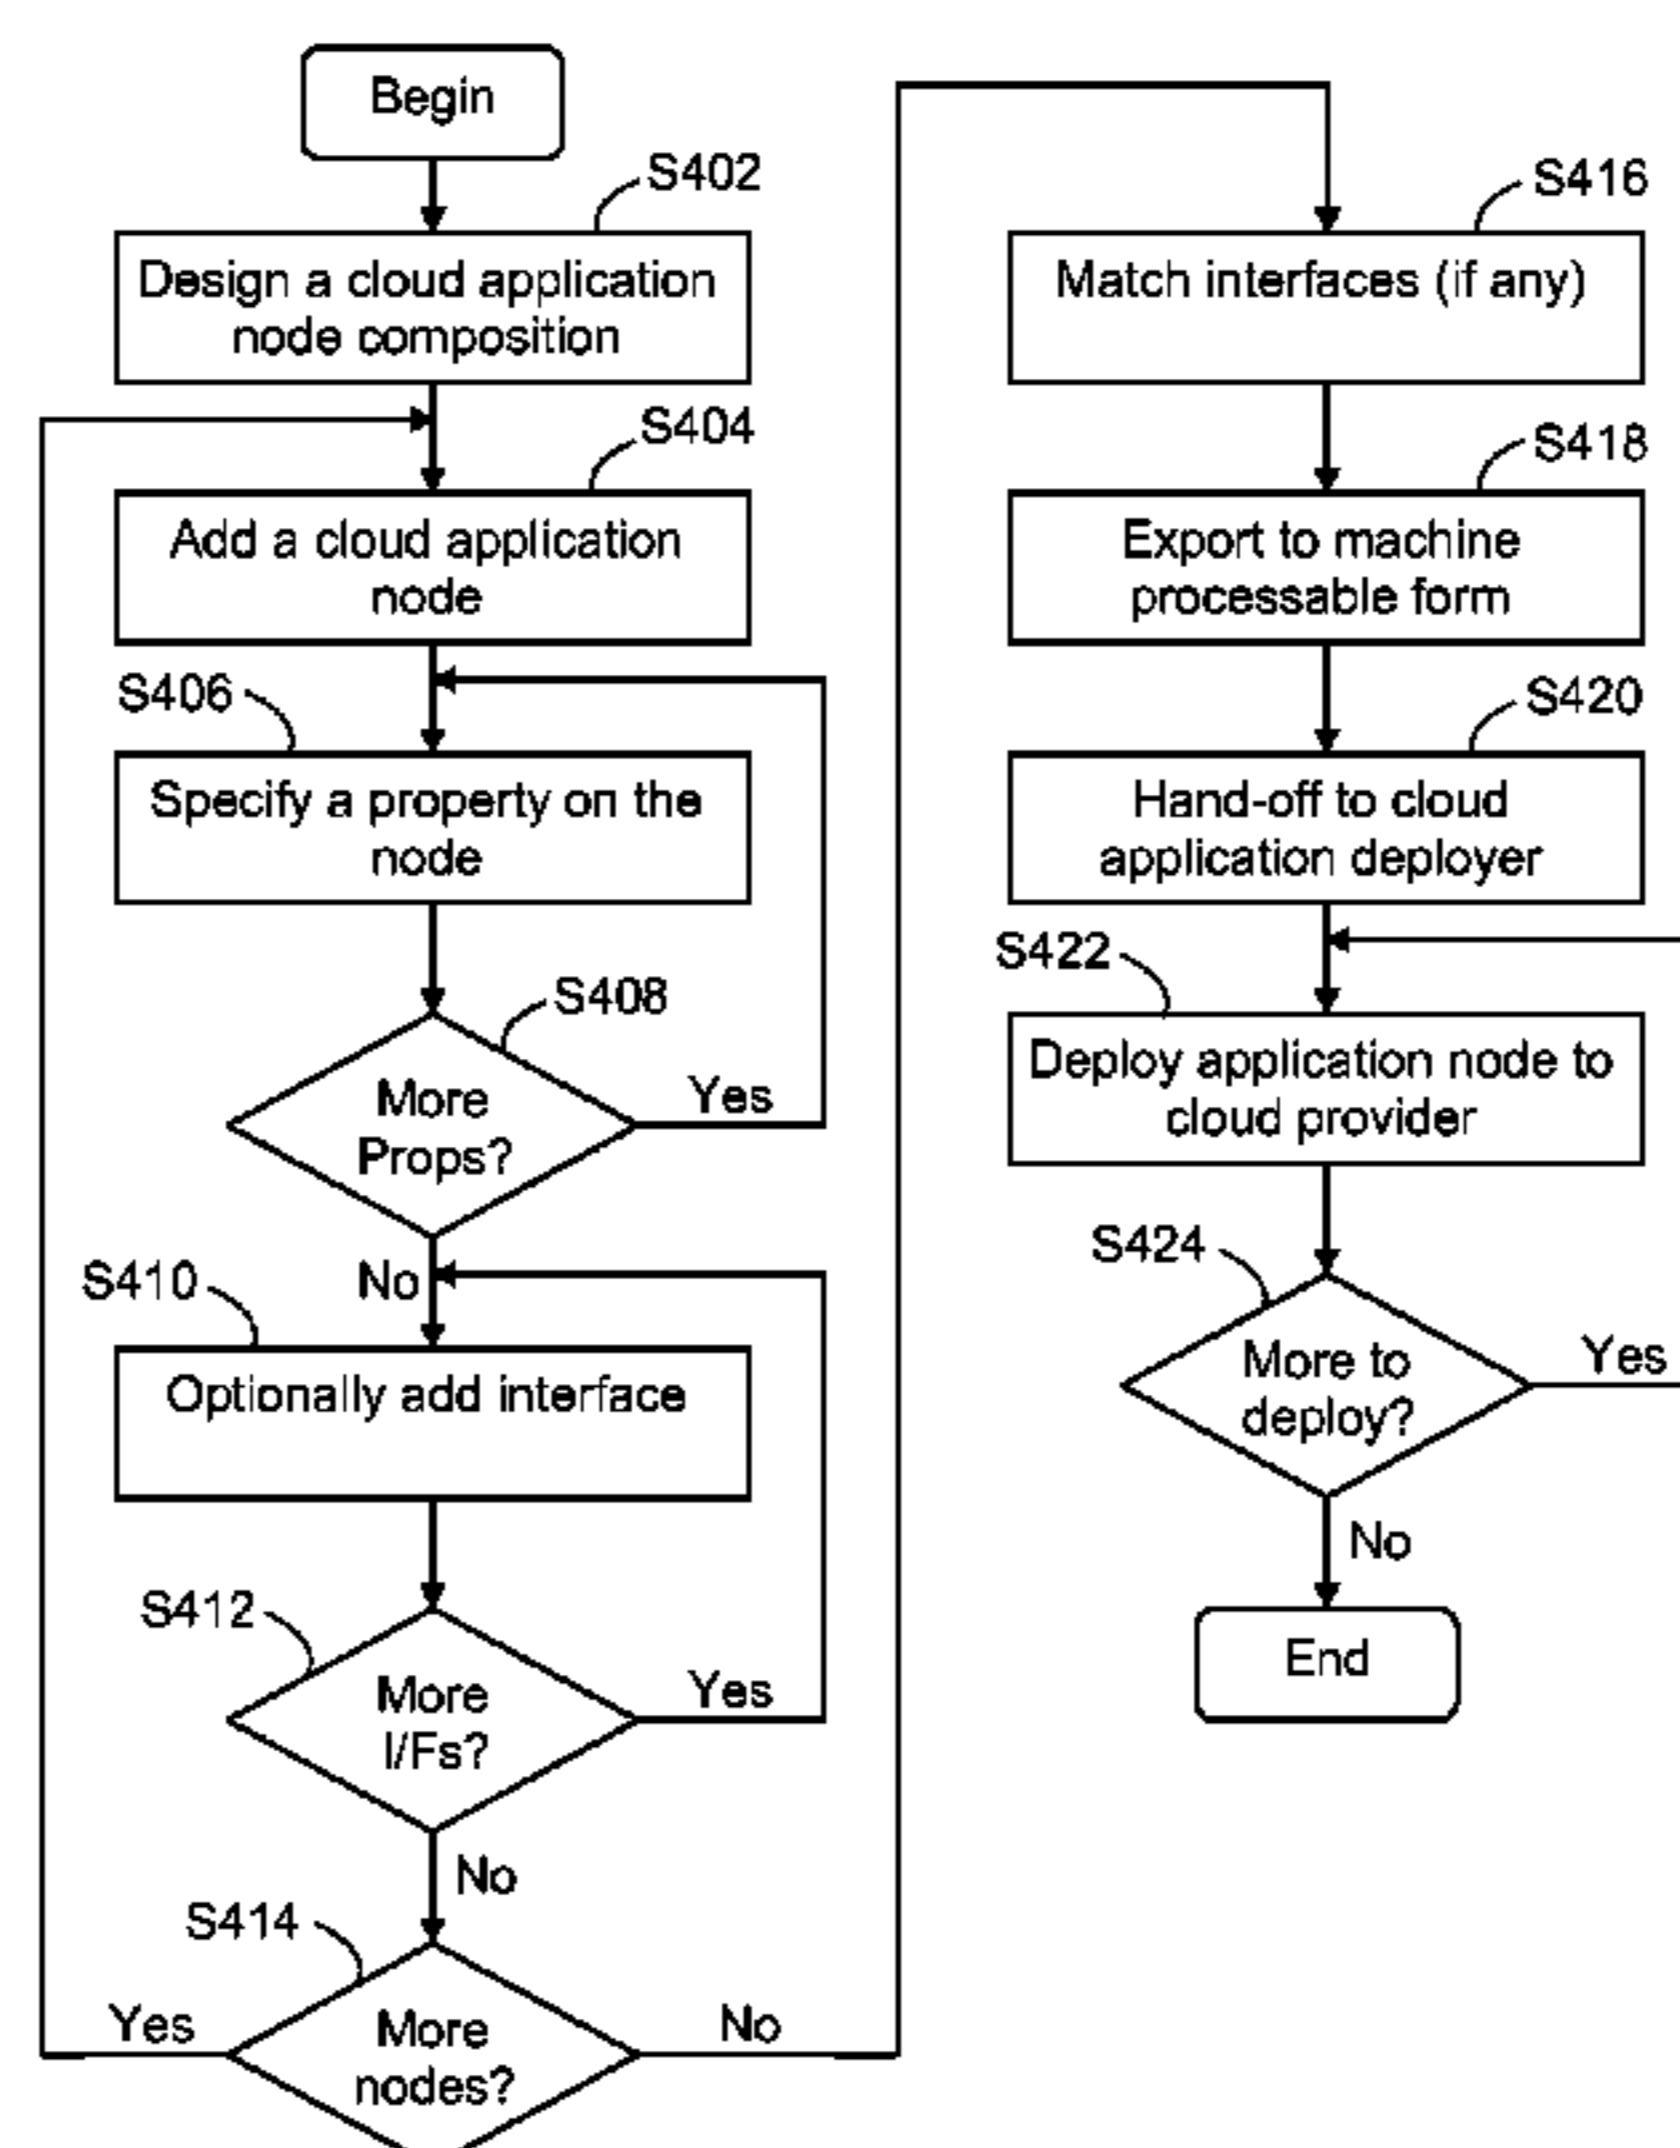 Begin
S402
Design a cloud application
node composition
S404
Add a cloud application
node
S406
Specify a property on the
node
S408
More
Props?
Yes
No
S410
Optionally add interface
S412
More
I/Fs?
Yes
No
S414
More
nodes?
Yes
No
S416
Match interfaces (if any)
S418
Export to machine
processable form
S420
Hand-off to cloud
application deployer
S422
Deploy application node to
cloud provider
S424
More to
deploy?
Yes
No
End